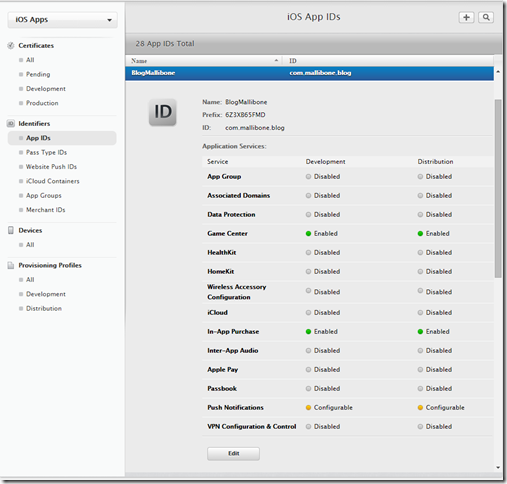 iOS Apps
Certificates
All
Pending
Development
Production
Identifiers
App IDs
Pass Type IDs
Website Push IDs
iCloud Containers
App Groups
Merchant IDs
Devices
All
Provisioning Profiles
All
Development
Distribution
iOS App IDs
28 App IDs Total
Name ID
BlogMallibone com.mallibone.blog
ID
Name: BlogMallibone
Prefix: 6Z3X865FMD
ID: com.mallibone.blog
Application Services:
Service Development Distribution
App Group Disabled Disabled
Associated Domains Disabled Disabled
Data Protection Disabled Disabled
Game Center Enabled Enabled
HealthKit Disabled Disabled
HomeKit Disabled Disabled
Wireless Accessory
Configuration Disabled Disabled
iCloud Disabled Disabled
In-App Purchase Enabled Enabled
Inter-App Audio Disabled Disabled
Apple Pay Disabled Disabled
Passbook Disabled Disabled
Push Notifications Configurable Configurable
VPN Configuration & Control Disabled Disabled
Edit